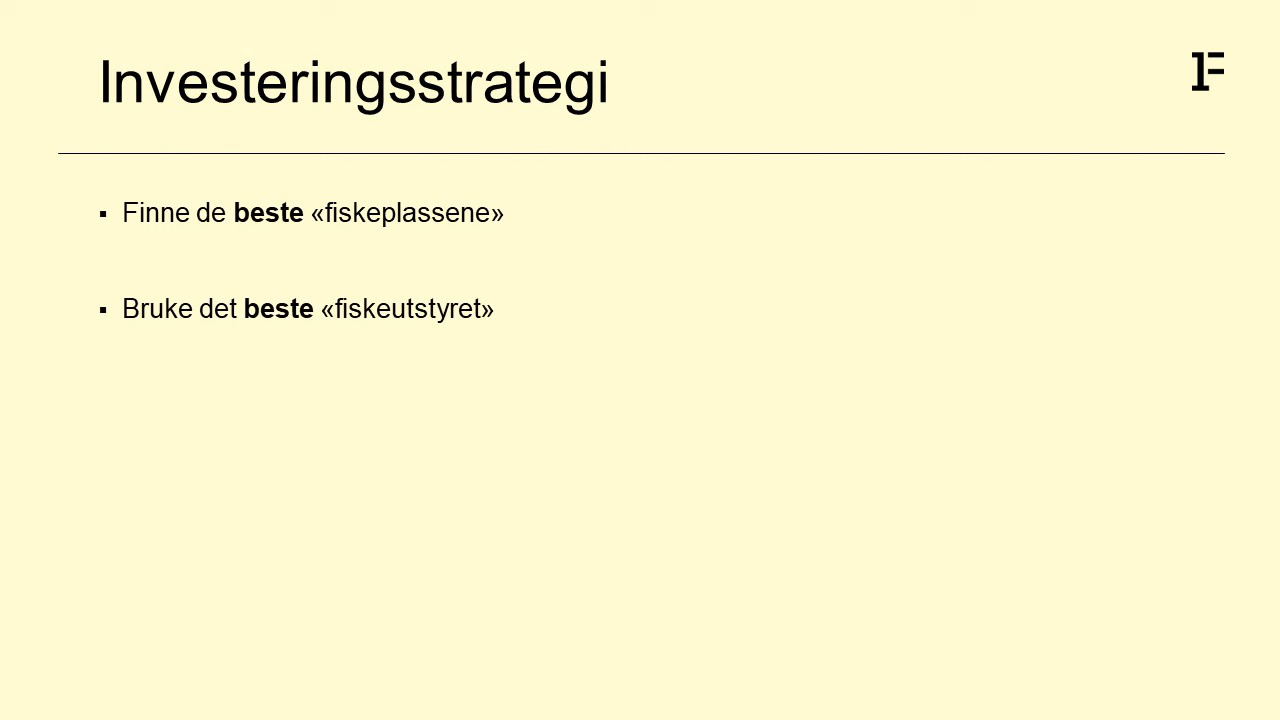 Investeringsstrategi
▪ Finne de beste «fiskeplassene»
▪ Bruke det beste «fiskeutstyret»